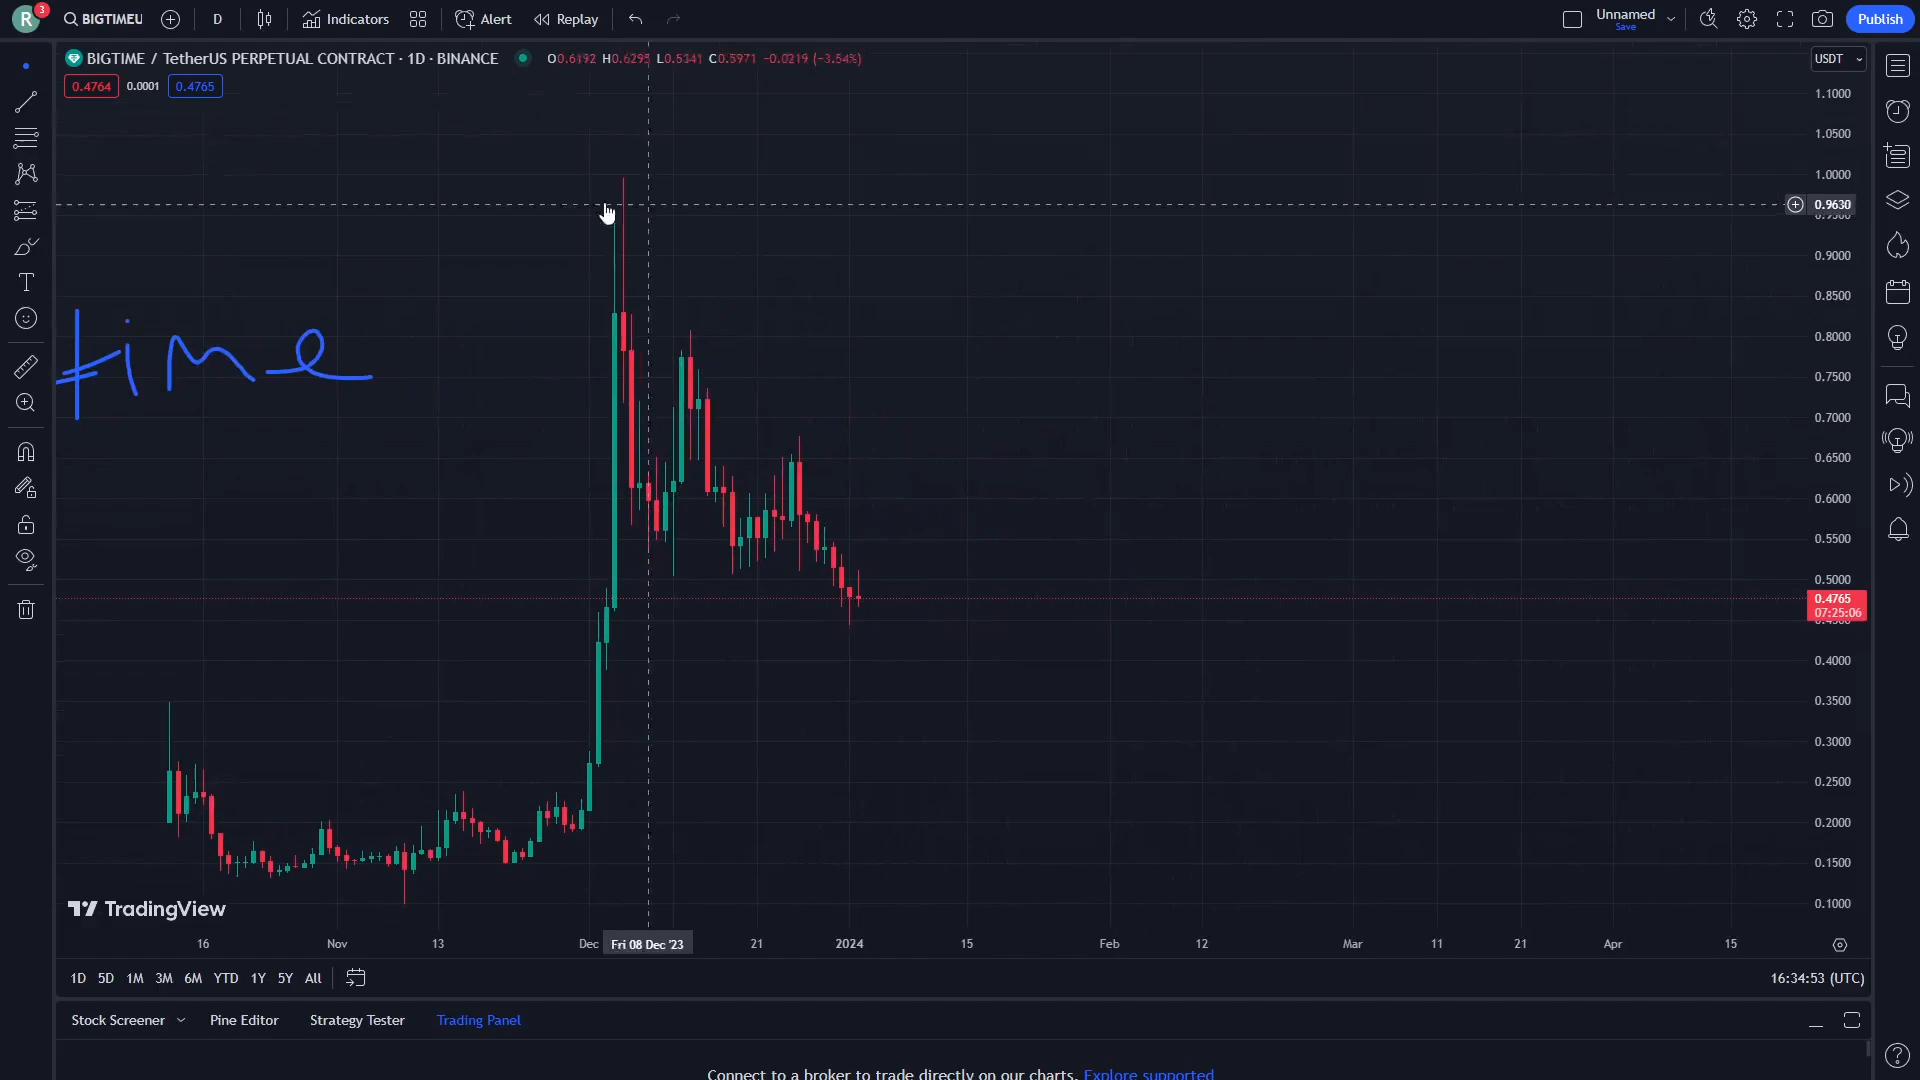 R 3 BIGTIMEU D Indicators Alert Replay Unnamed Save Publish
BIGTIME / TetherUS PERPETUAL CONTRACT · 1D · BINANCE O0.6192 H0.6295 L0.5341 C0.5971 −0.0219 (−3.54%) USDT
0.4764 0.0001 0.4765
1.1000
1.0500
1.0000
0.9630
0.9000
0.8500
0.8000
time
0.7500
0.7000
0.6500
0.6000
0.5500
0.5000
0.4765
07:25:06
0.4000
0.3500
0.3000
0.2500
0.2000
0.1500
0.1000
TradingView
16 Nov 13 Dec Fri 08 Dec '23 21 2024 15 Feb 12 Mar 11 21 Apr 15
1D 5D 1M 3M 6M YTD 1Y 5Y All 16:34:53 (UTC)
Stock Screener Pine Editor Strategy Tester Trading Panel
Connect to a broker to trade directly on our charts. Explore supported